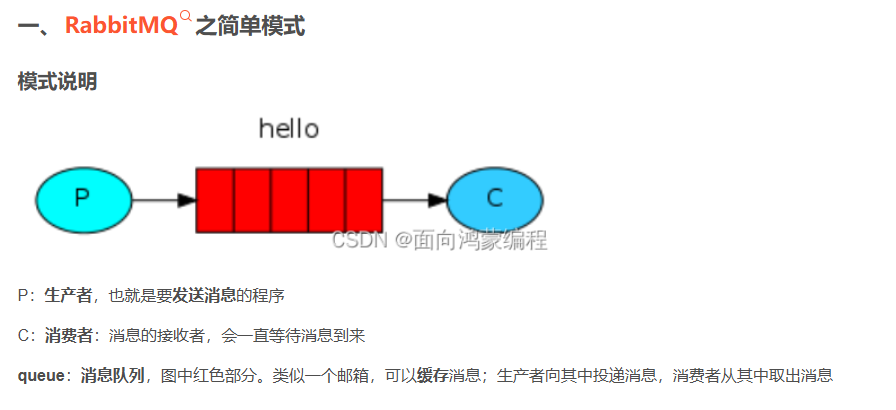 一、RabbitMQ之简单模式
模式说明
hello
P
C
CSDN @面向鸿蒙编程
P：生产者，也就是要发送消息的程序
C：消费者：消息的接收者，会一直等待消息到来
queue：消息队列，图中红色部分。类似一个邮箱，可以缓存消息；生产者向其中投递消息，消费者从其中取出消息